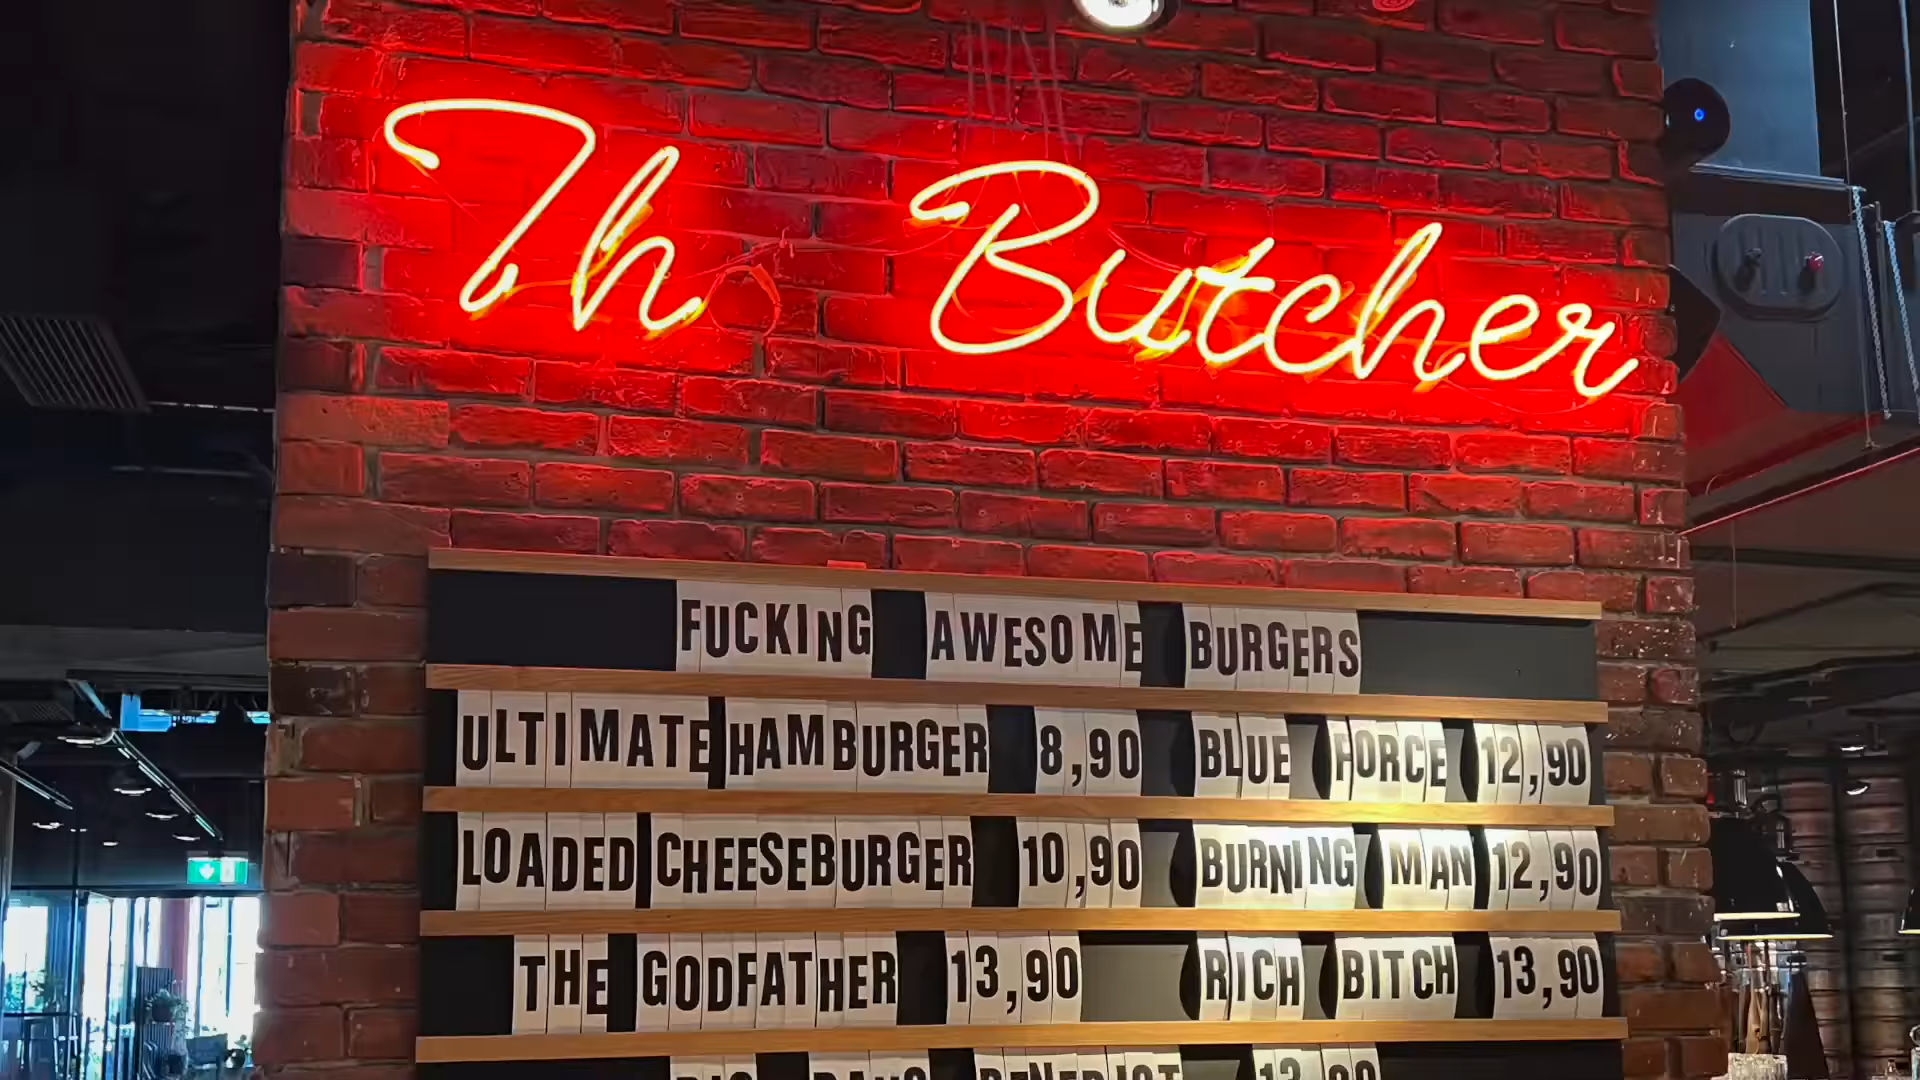 Th Butcher
FUCKING AWESOME BURGERS
ULTIMATE HAMBURGER 8,90 BLUE FORCE 12,90
LOADED CHEESEBURGER 10,90 BURNING MAN 12,90
THE GODFATHER 13,90 RICH BITCH 13,90
BENEDICT